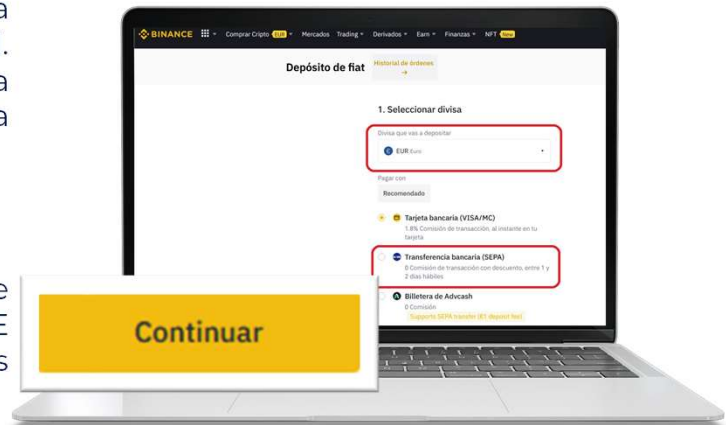 a
.
a
a
e
E
s
BINANCE Comprar Cripto EUR Mercados Trading Derivados Earn Finanzas NFT New
Depósito de fiat
Historial de órdenes
→
1. Seleccionar divisa
Divisa que vas a depositar
EUR Euro
Pagar con
Recomendado
Tarjeta bancaria (VISA/MC)
1.8% Comisión de transacción, al instante en tu
tarjeta
Transferencia bancaria (SEPA)
0 Comisión de transacción con descuento, entre 1 y
2 días hábiles
Billetera de Advcash
0 Comisión
Supports SEPA transfer (€1 deposit fee)
Continuar